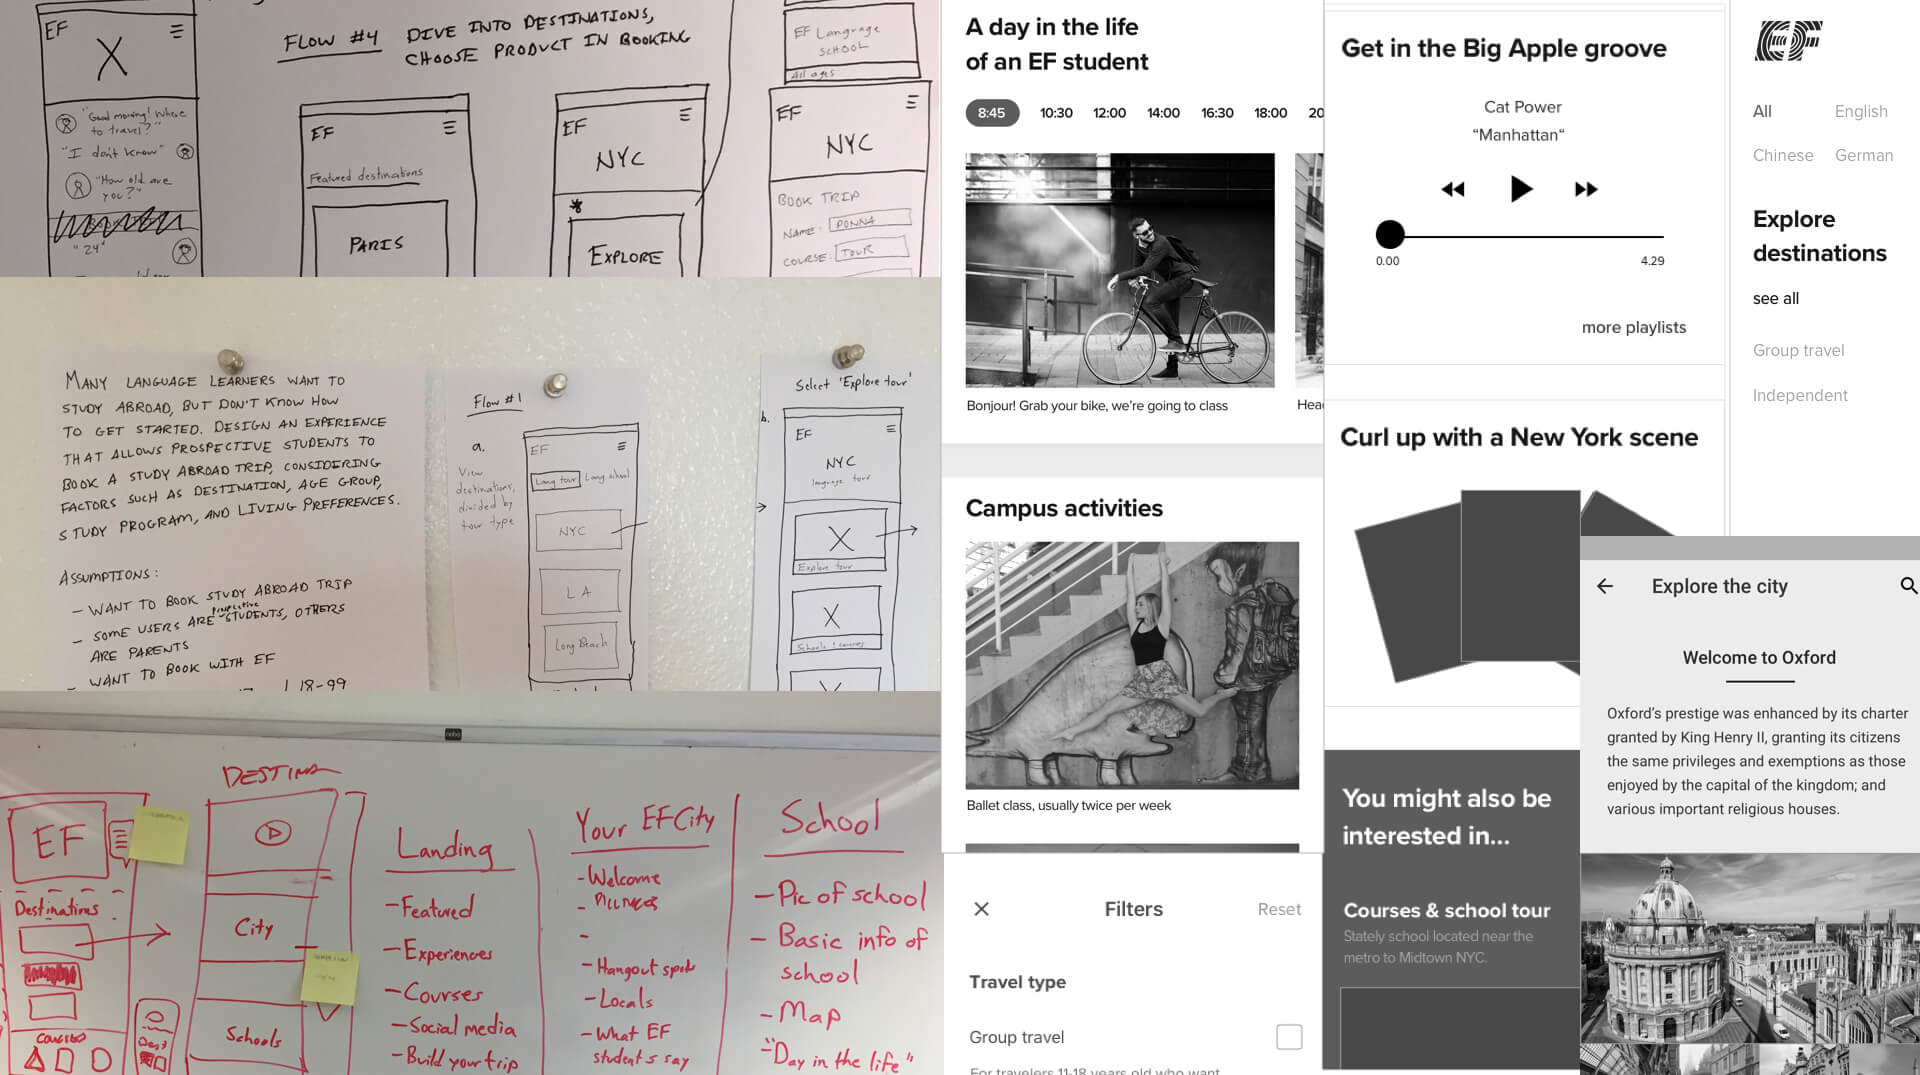 EF
X
"Good morning! Where
to travel?"
"I don't know"
"How old are
you?"
"24"
FLOW #4
DIVE INTO DESTINATIONS,
CHOOSE PRODUCT IN BOOKING
EF
Featured destinations
PARIS
EF
NYC
*
EXPLORE
EF Language
SCHOOL
All ages
EF
NYC
BOOK TRIP
NAME: DONNA
COURSE: TOUR
MANY LANGUAGE LEARNERS WANT TO
STUDY ABROAD, BUT DON'T KNOW HOW
TO GET STARTED. DESIGN AN EXPERIENCE
THAT ALLOWS PROSPECTIVE STUDENTS TO
BOOK A STUDY ABROAD TRIP, CONSIDERING
FACTORS SUCH AS DESTINATION, AGE GROUP,
STUDY PROGRAM, AND LIVING PREFERENCES.
ASSUMPTIONS:
- WANT TO BOOK STUDY ABROAD TRIP
- SOME USERS ARE prospective STUDENTS, OTHERS
ARE PARENTS
- WANT TO BOOK WITH EF
18-99
Flow #1
a.
View
destinations,
divided by
tour type
EF
Lang tour Lang school
NYC
LA
Long Beach
Select 'Explore tour'
b.
EF
NYC
language tour
X
Explore tour
X
Schools / courses
EF
Destinations
COURSES
DESTINA
City
Schools
Dest
Landing
- Featured
- Experiences
- Courses
- Social media
- Build your trip
Your EF City
- Welcome
-
- Hangout spots
- Locals
- What EF
students say
School
- Pic of school
- Basic info of
school
- Map
- "Day in the life"
A day in the life
of an EF student
8:45 10:30 12:00 14:00 16:30 18:00 20
Bonjour! Grab your bike, we're going to class
Head
Campus activities
Ballet class, usually twice per week
Filters
Reset
Travel type
Group travel
For travelers 11-18 years old who want
Get in the Big Apple groove
Cat Power
“Manhattan“
0.00
4.29
more playlists
Curl up with a New York scene
You might also be
interested in...
Courses & school tour
Stately school located near the
metro to Midtown NYC.
EF
All English
Chinese German
Explore
destinations
see all
Group travel
Independent
Explore the city
Welcome to Oxford
Oxford's prestige was enhanced by its charter
granted by King Henry II, granting its citizens
the same privileges and exemptions as those
enjoyed by the capital of the kingdom; and
various important religious houses.